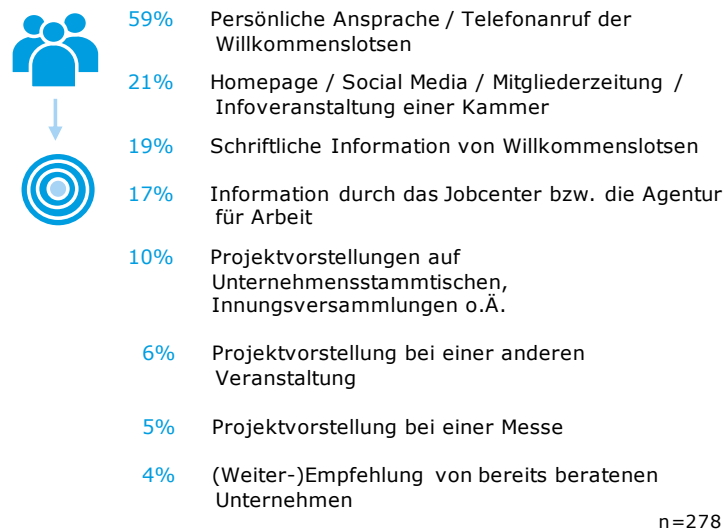 59% Persönliche Ansprache / Telefonanruf der
Willkommenslotsen
21% Homepage / Social Media / Mitgliederzeitung /
Infoveranstaltung einer Kammer
19% Schriftliche Information von Willkommenslotsen
17% Information durch das Jobcenter bzw. die Agentur
für Arbeit
10% Projektvorstellungen auf
Unternehmensstammtischen,
Innungsversammlungen o.Ä.
6% Projektvorstellung bei einer anderen
Veranstaltung
5% Projektvorstellung bei einer Messe
4% (Weiter-)Empfehlung von bereits beratenen
Unternehmen
n=278